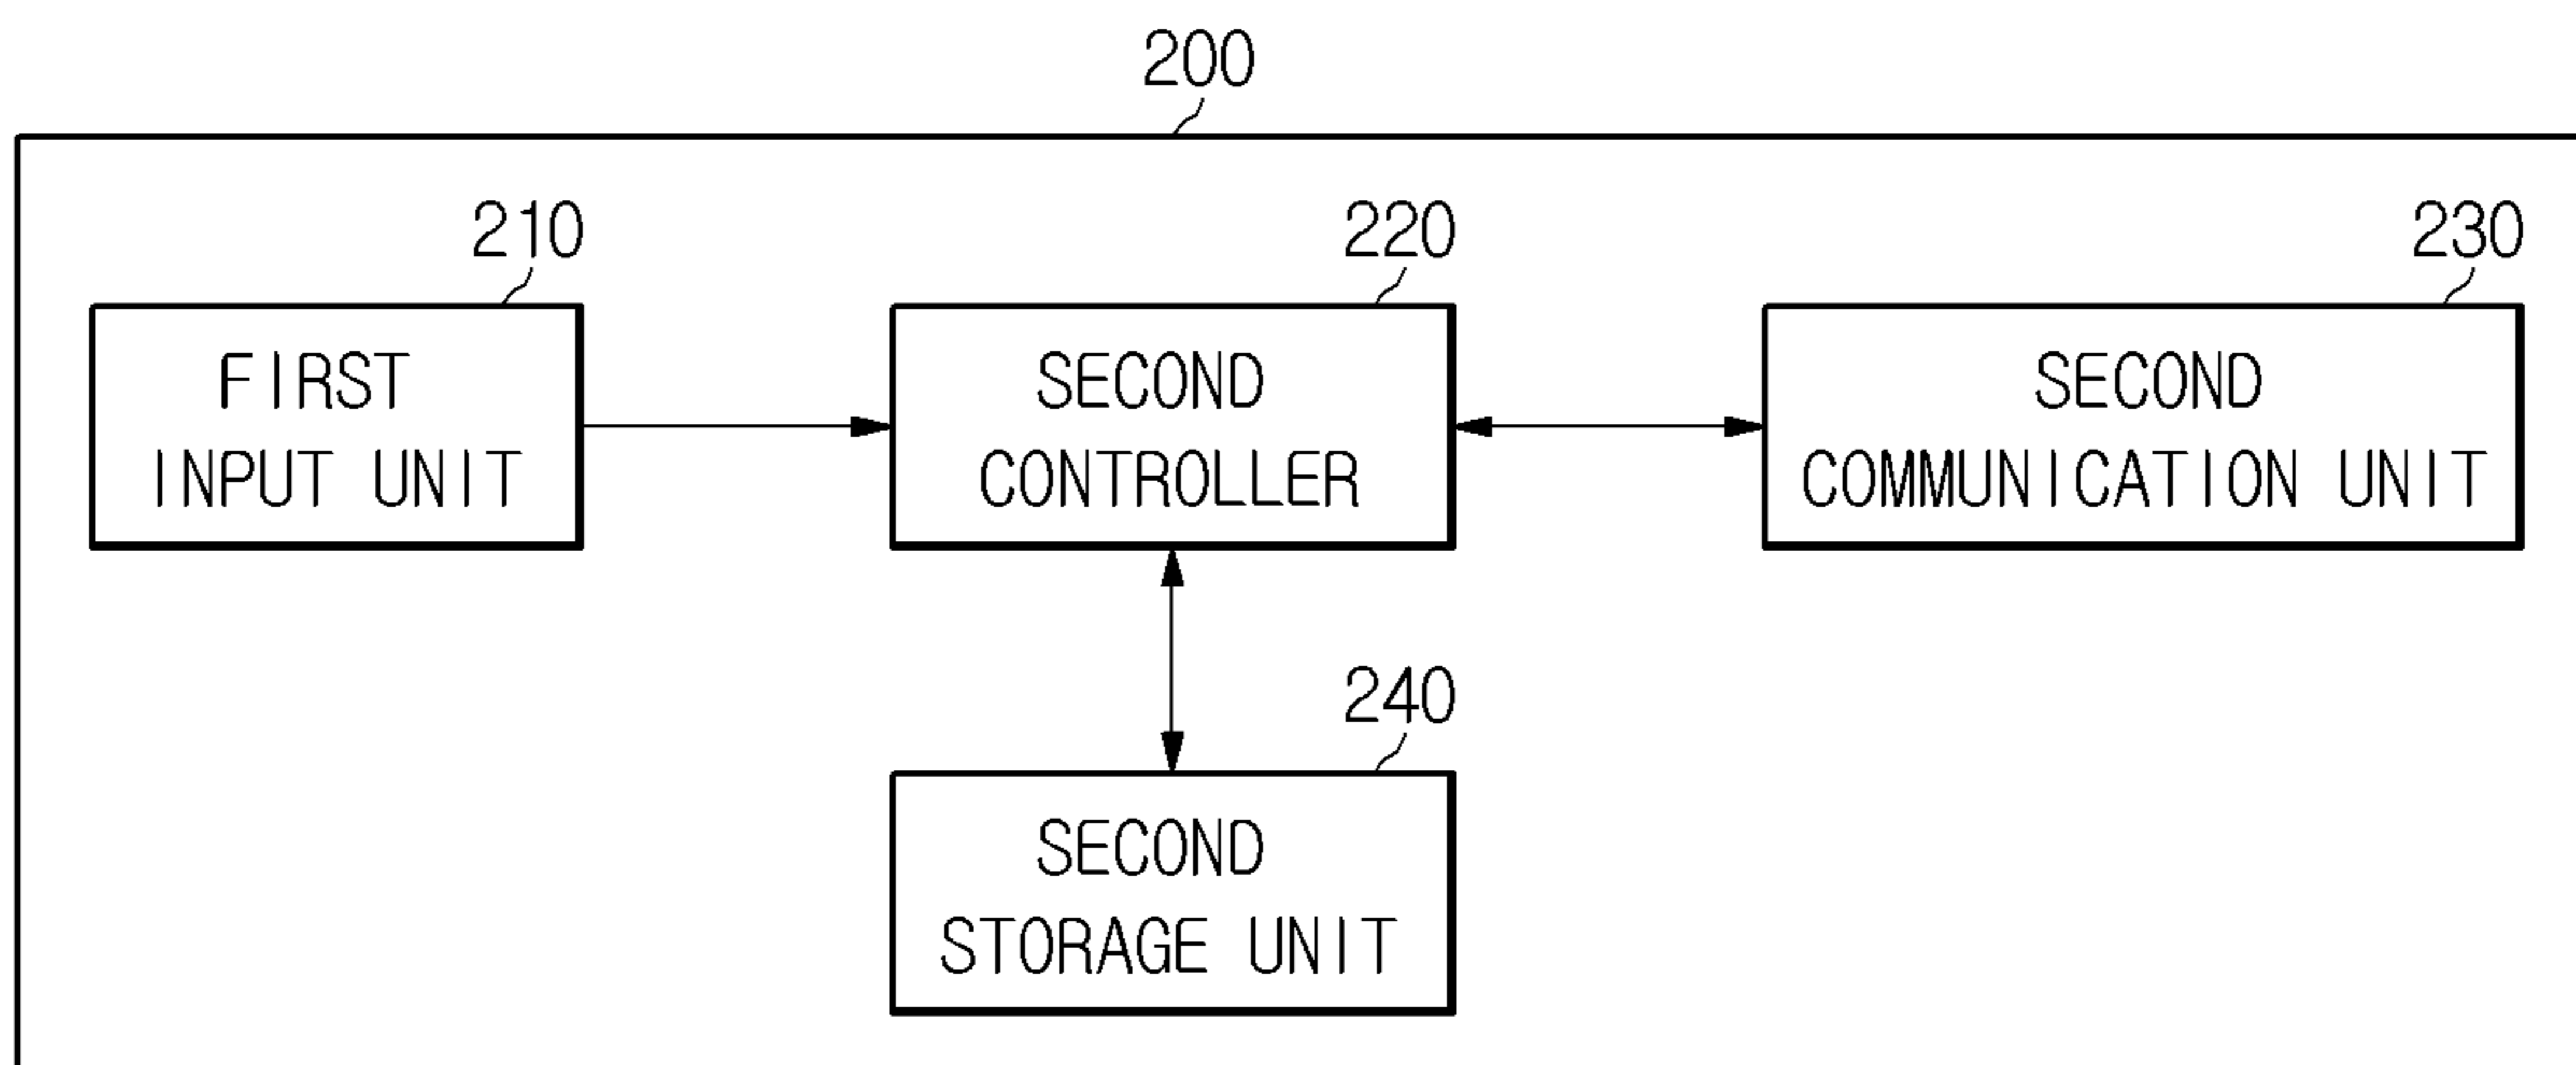 200
210
220
230
FIRST
INPUT UNIT
SECOND
CONTROLLER
SECOND
COMMUNICATION UNIT
240
SECOND
STORAGE UNIT